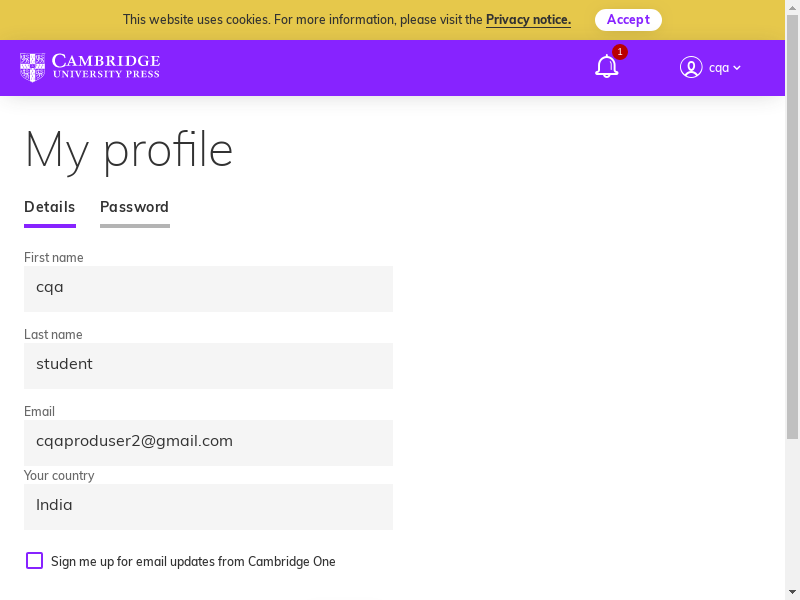 This website uses cookies. For more information, please visit the Privacy notice. Accept
CAMBRIDGE
UNIVERSITY PRESS
1
cqa
My profile
Details Password
First name
cqa
Last name
student
Email
cqaproduser2@gmail.com
Your country
India
Sign me up for email updates from Cambridge One